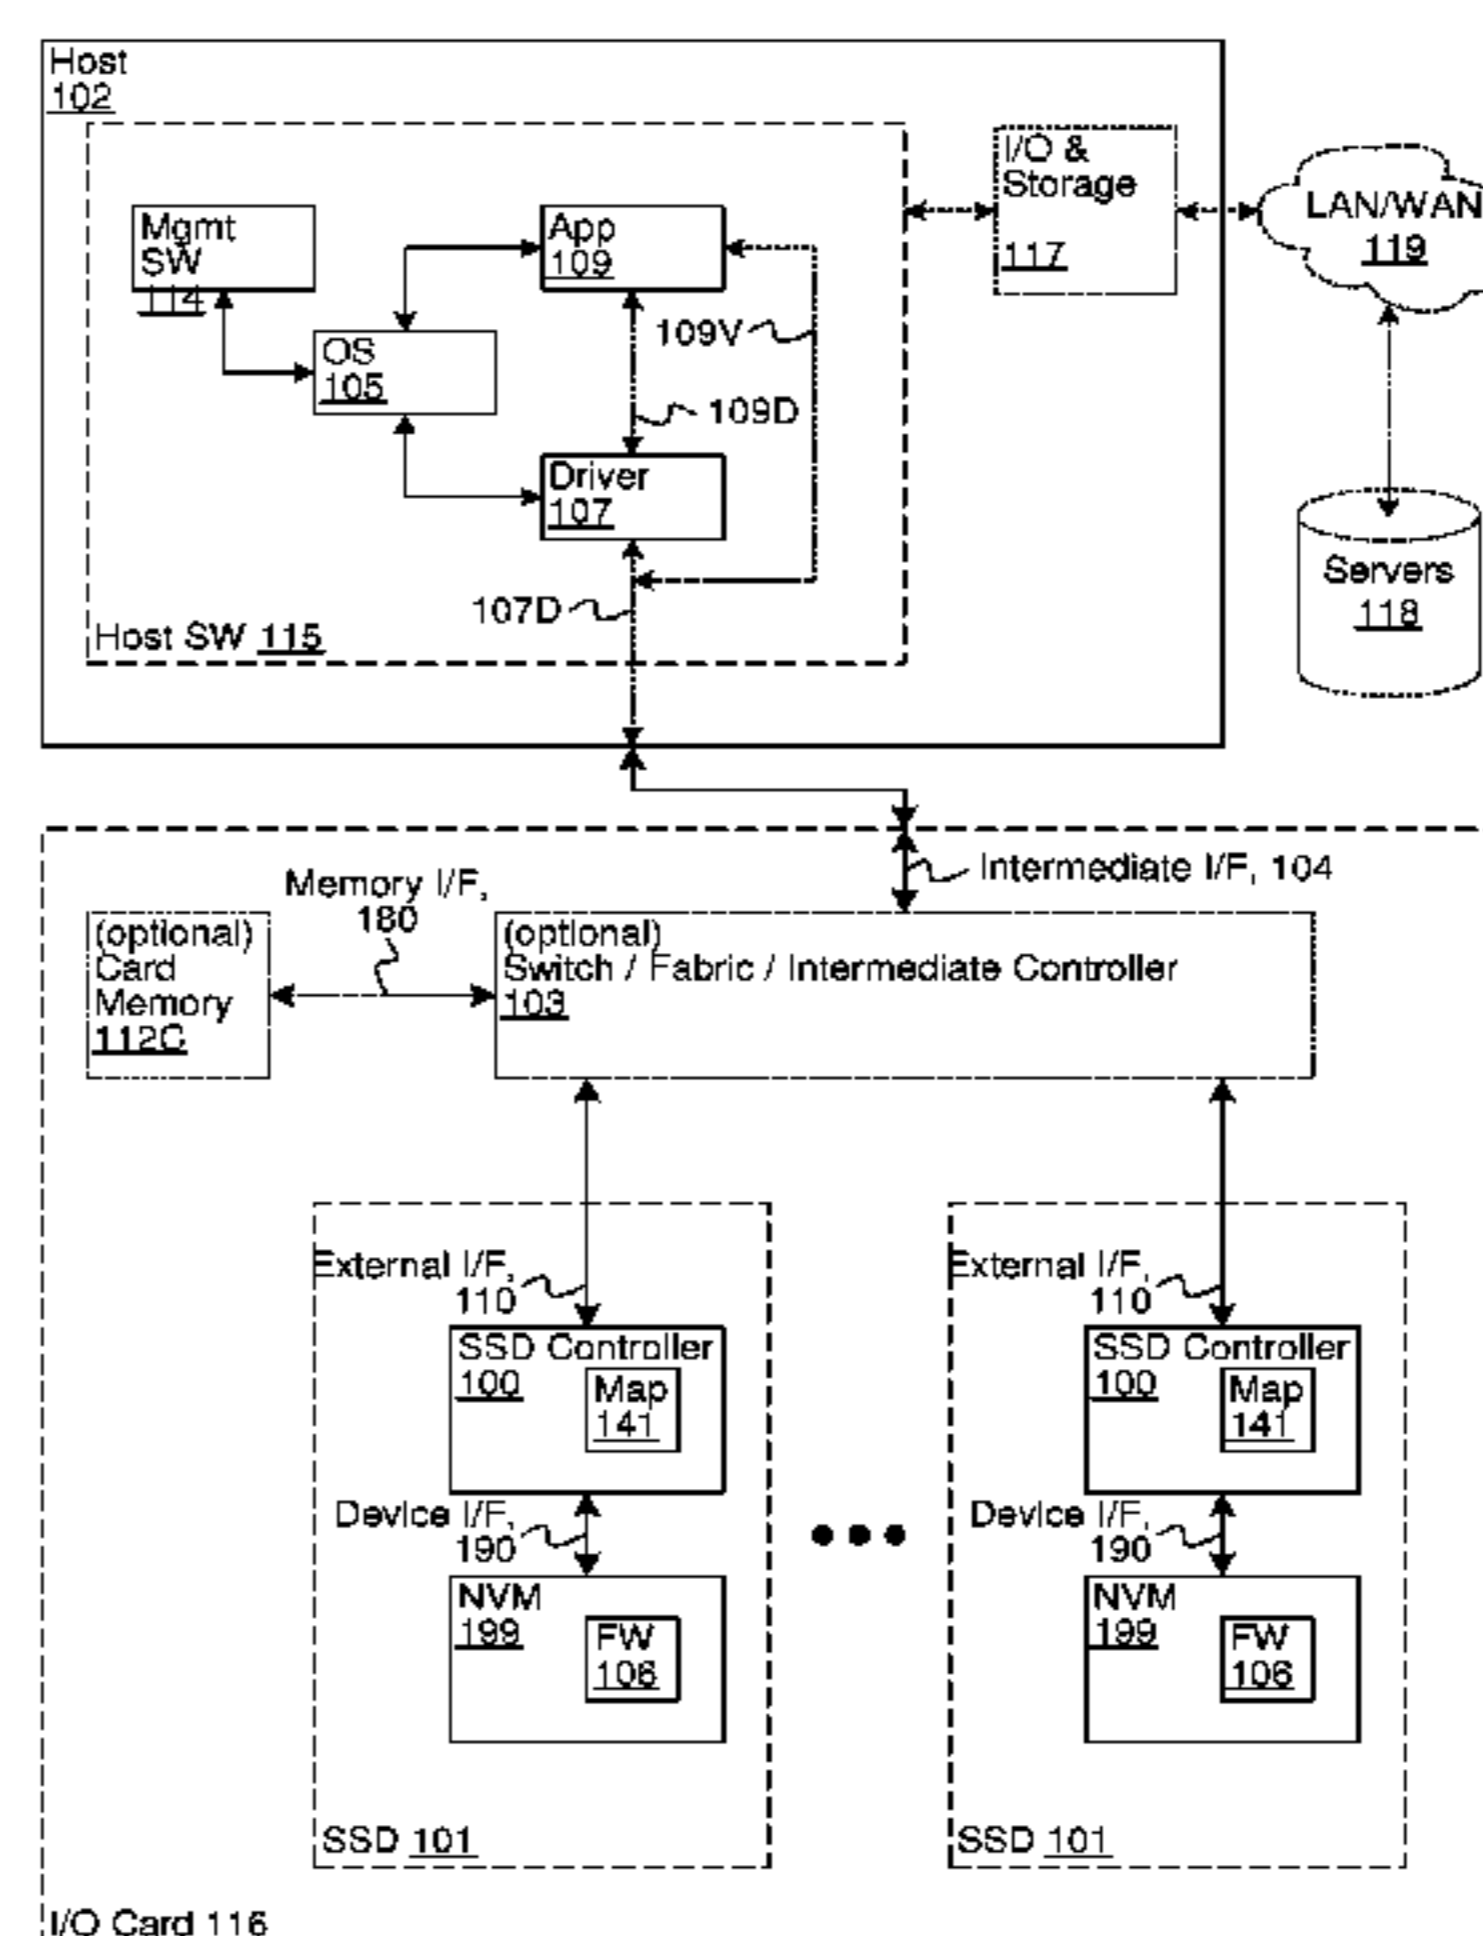 Host
102
I/O &
Storage
117
LAN/WAN
119
Mgmt
SW
114
App
109
109V
OS
105
109D
Driver
107
107D
Servers
118
Host SW 115
Intermediate I/F, 104
Memory I/F,
180
(optional)
Card
Memory
112C
(optional)
Switch / Fabric / Intermediate Controller
103
External I/F,
110
SSD Controller
100
Map
141
Device I/F,
190
NVM
199
FW
106
SSD 101
External I/F,
110
SSD Controller
100
Map
141
Device I/F,
190
NVM
199
FW
106
SSD 101
I/O Card 116